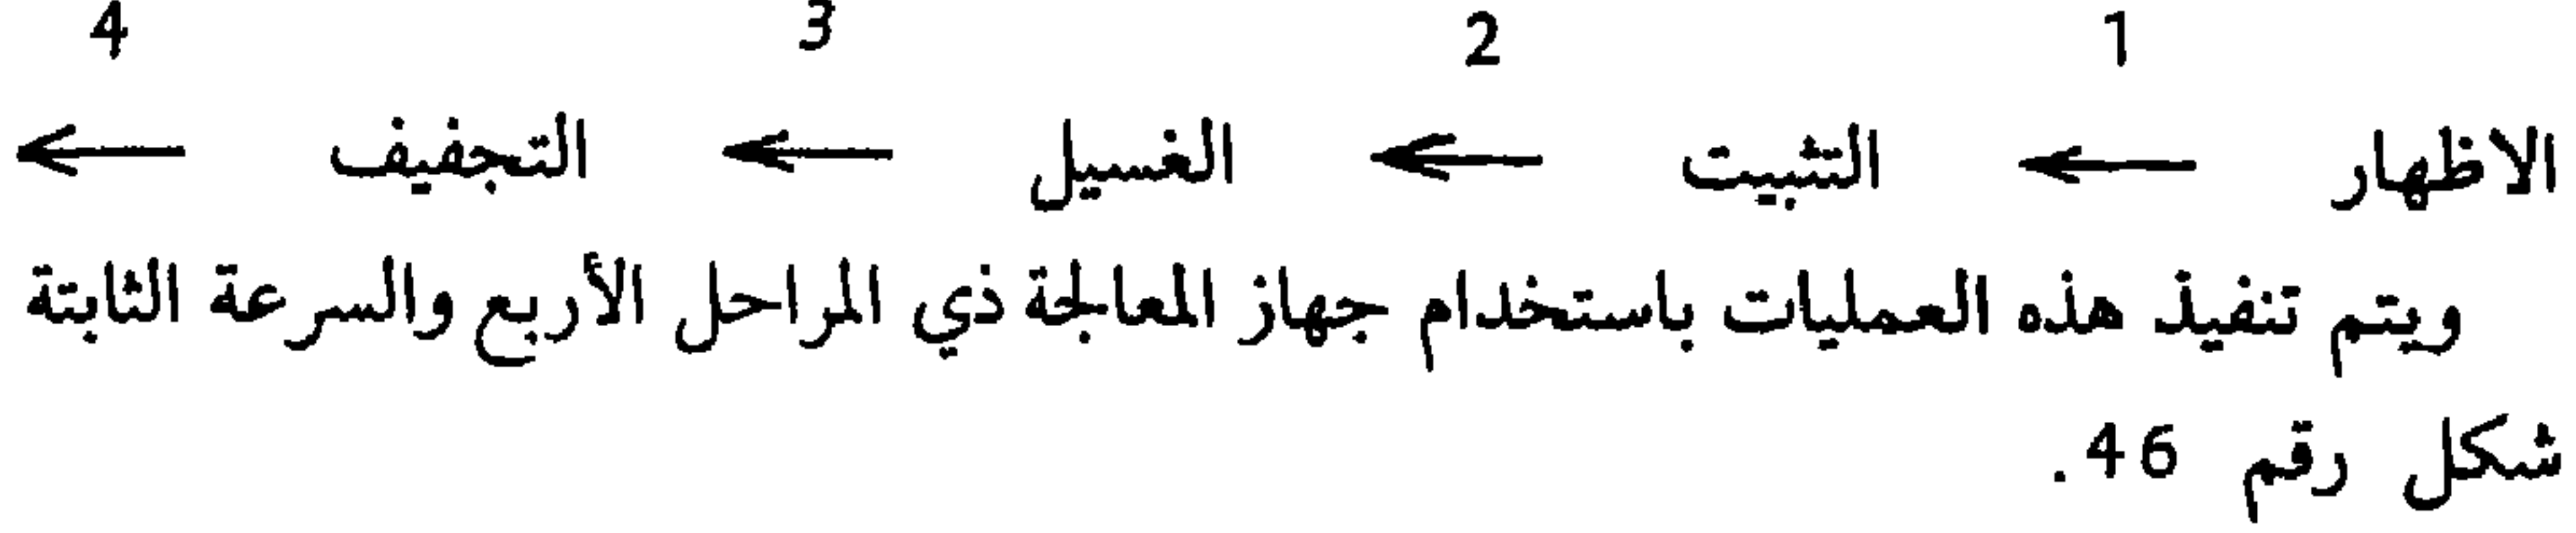 1 2 3 4
الاظهار ← التثبيت ← الغسيل ← التجفيف ←
ويتم تنفيذ هذه العمليات باستخدام جهاز المعالجة ذي المراحل الأربع والسرعة الثابتة
شكل رقم 46.